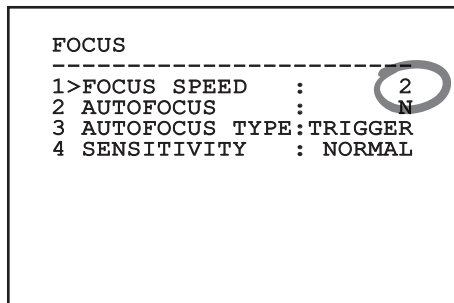 FOCUS
-------------------------
1>FOCUS SPEED    :        2
2 AUTOFOCUS      :        N
3 AUTOFOCUS TYPE:TRIGGER
4 SENSITIVITY    : NORMAL